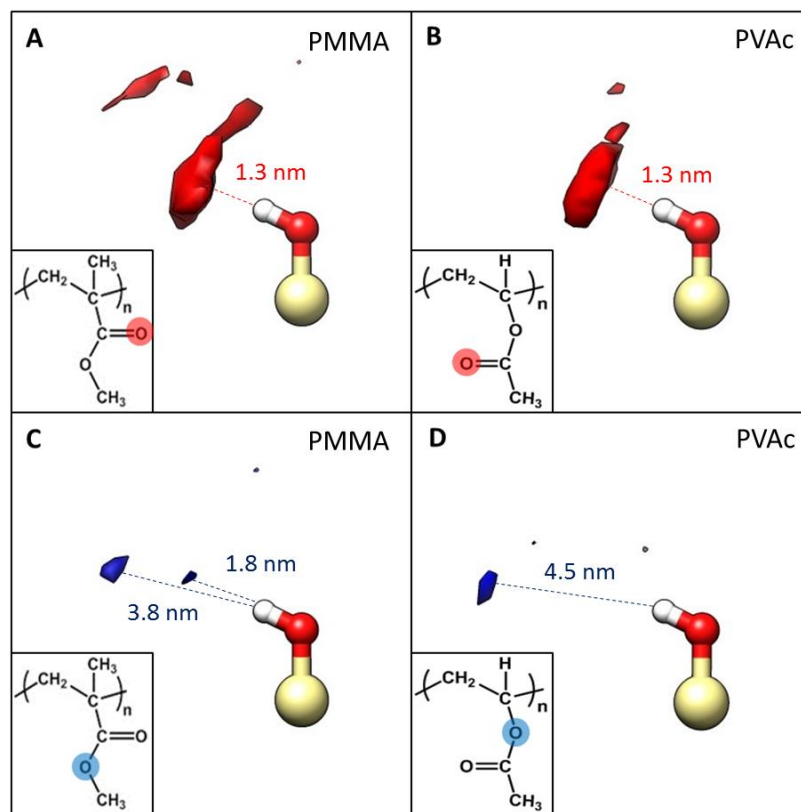 A
PMMA
1.3 nm
CH₃
CH₂
C
n
C
O
O
CH₃
B
PVAc
1.3 nm
H
CH₂
C
n
O
O
C
CH₃
C
PMMA
1.8 nm
3.8 nm
CH₃
CH₂
C
n
C
O
O
CH₃
D
PVAc
4.5 nm
H
CH₂
C
n
O
O
C
CH₃